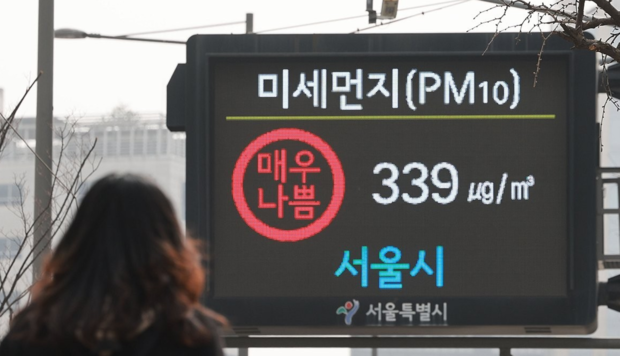 미세먼지(PM10)
매우
나쁨
339 μg/㎥
서울시
서울특별시